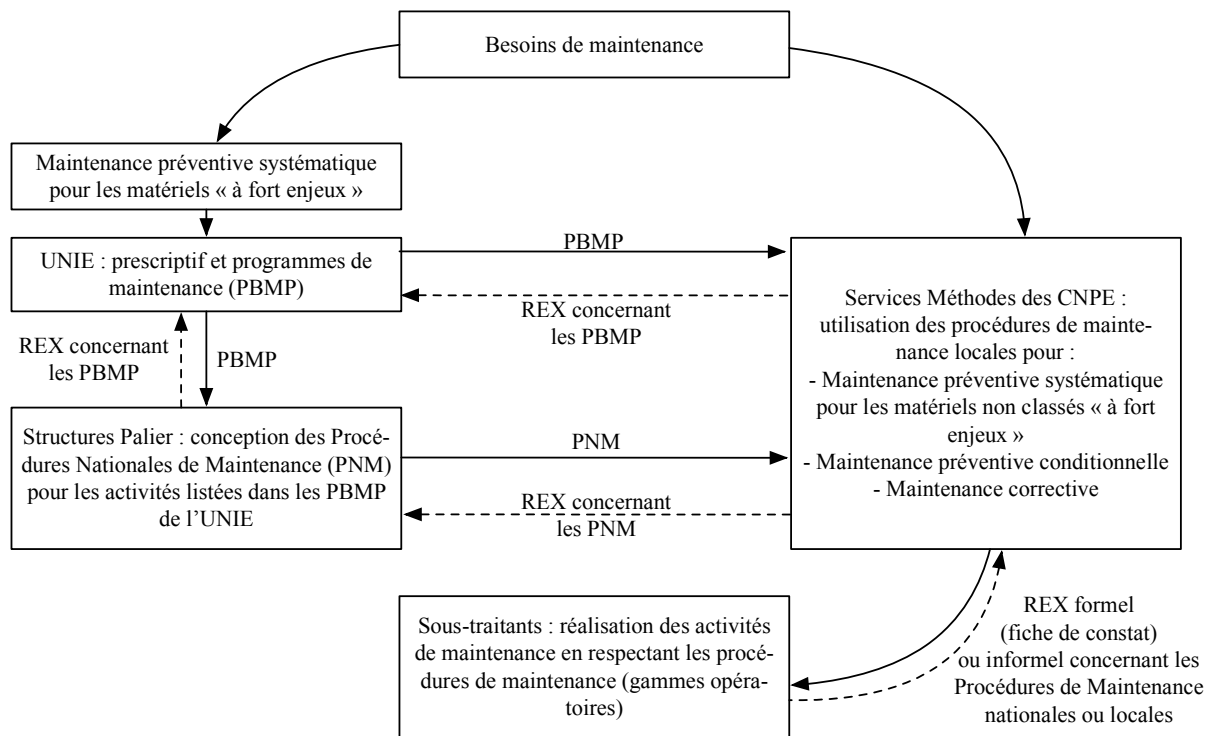 Besoins de maintenance
Maintenance préventive systématique
pour les matériels « à fort enjeux »
UNIE : prescriptif et programmes de
maintenance (PBMP)
PBMP
REX concernant
les PBMP
REX concernant
les PBMP
PBMP
Services Méthodes des CNPE :
utilisation des procédures de mainte-
nance locales pour :
- Maintenance préventive systématique
pour les matériels non classés « à fort
enjeux »
- Maintenance préventive conditionnelle
- Maintenance corrective
Structures Palier : conception des Procé-
dures Nationales de Maintenance (PNM)
pour les activités listées dans les PBMP
de l’UNIE
PNM
REX concernant
les PNM
Sous-traitants : réalisation des activités
de maintenance en respectant les procé-
dures de maintenance (gammes opéra-
toires)
REX formel
(fiche de constat)
ou informel concernant les
Procédures de Maintenance
nationales ou locales